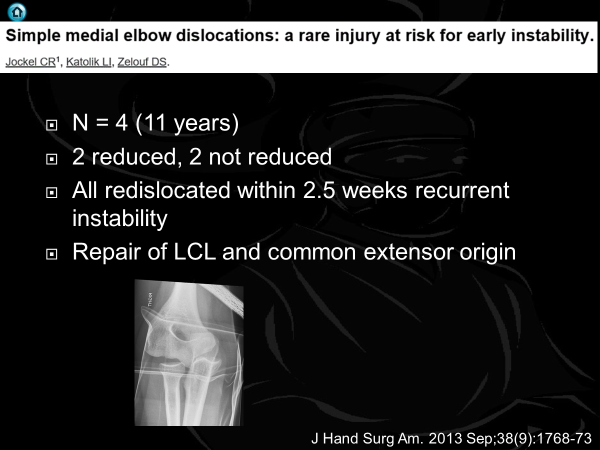 Simple medial elbow dislocations: a rare injury at risk for early instability.
Jockel CR1, Katolik LI, Zelouf DS.
N = 4 (11 years)
2 reduced, 2 not reduced
All redislocated within 2.5 weeks recurrent
instability
Repair of LCL and common extensor origin
J Hand Surg Am. 2013 Sep;38(9):1768-73